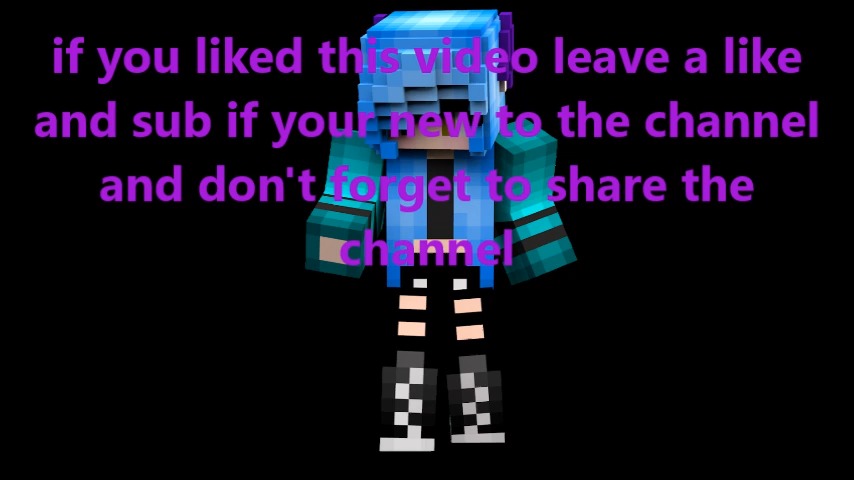 if you liked this video leave a like
and sub if your new to the channel
and don't forget to share the
channel